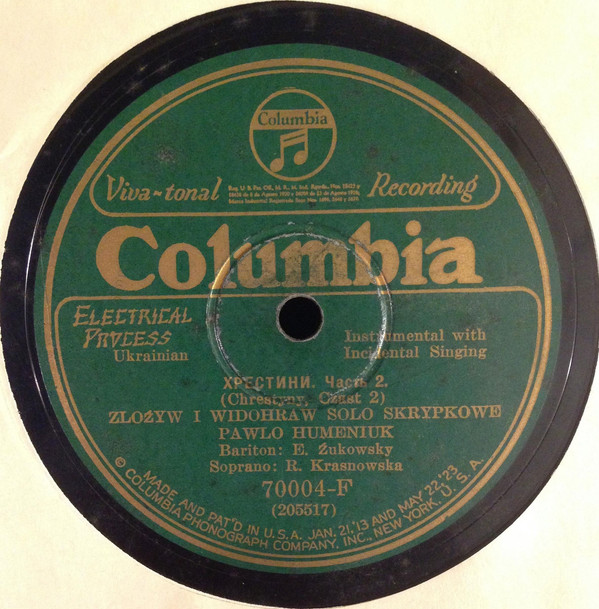 Columbia
Viva-tonal Recording
Columbia
ELECTRICAL
PROCESS
Ukrainian
Instrumental with
Incidental Singing
ХРЕСТИНИ. Часть 2.
(Chrestyny, Czast 2)
ZLOŻYW I WIDOHRAW SOLO SKRYPKOWE
PAWLO HUMENIUK
Bariton: E. Żukowsky
Soprano: R. Krasnowska
70004-F
(205517)
MADE AND PAT'D IN U.S.A. JAN. 21,'13 AND MAY 22,'23
© COLUMBIA PHONOGRAPH COMPANY, INC., NEW YORK, U.S.A.